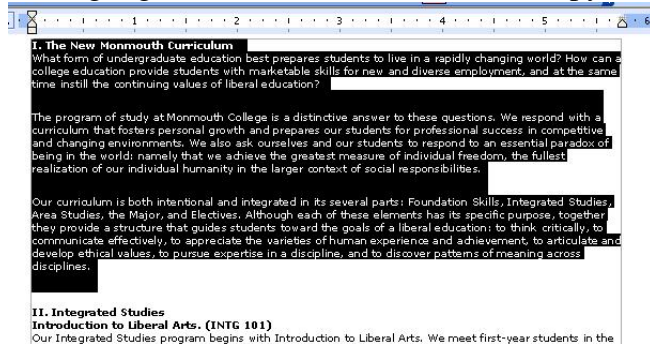 1 2 3 4 5 6
I. The New Monmouth Curriculum
What form of undergraduate education best prepares students to live in a rapidly changing world? How can a
college education provide students with marketable skills for new and diverse employment, and at the same
time instill the continuing values of liberal education?
The program of study at Monmouth College is a distinctive answer to these questions. We respond with a
curriculum that fosters personal growth and prepares our students for professional success in competitive
and changing environments. We also ask ourselves and our students to respond to an essential paradox of
being in the world: namely that we achieve the greatest measure of individual freedom, the fullest
realization of our individual humanity in the larger context of social responsibilities.
Our curriculum is both intentional and integrated in its several parts: Foundation Skills, Integrated Studies,
Area Studies, the Major, and Electives. Although each of these elements has its specific purpose, together
they provide a structure that guides students toward the goals of a liberal education: to think critically, to
communicate effectively, to appreciate the varieties of human experience and achievement, to articulate and
develop ethical values, to pursue expertise in a discipline, and to discover patterns of meaning across
disciplines.
II. Integrated Studies
Introduction to Liberal Arts. (INTG 101)
Our Integrated Studies program begins with Introduction to Liberal Arts. We meet first-year students in the